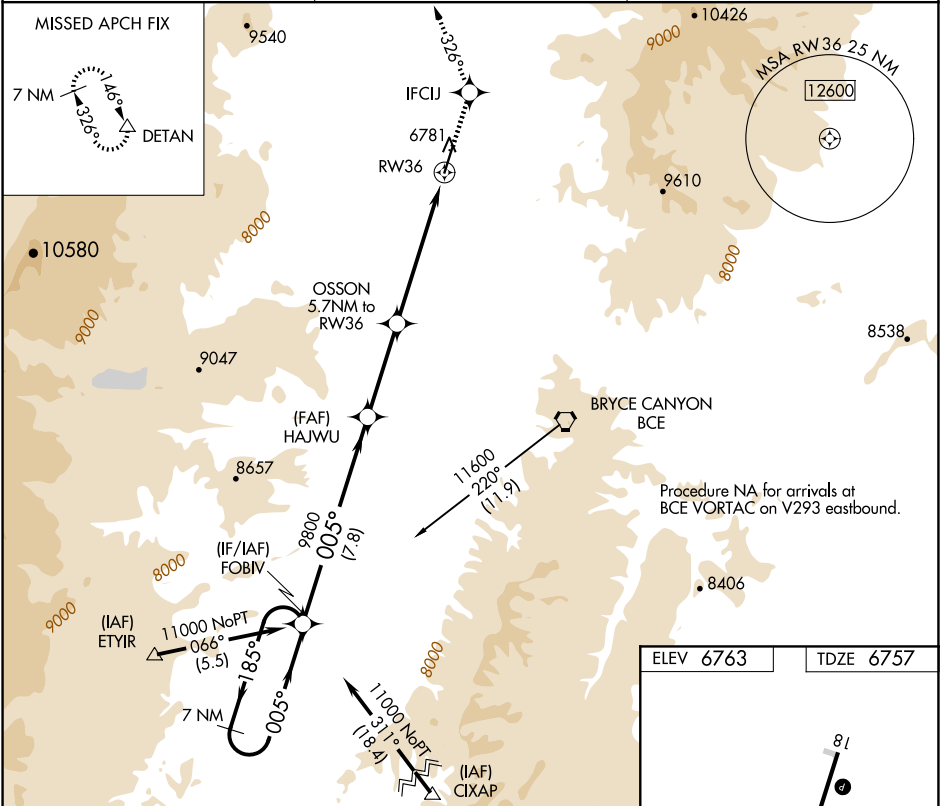 MISSED APCH FIX
7 NM
146°
326°
DETAN
9540
326°
IFCIJ
6781
RW36
10426
9000
MSA RW 36 25 NM
12600
9610
8000
10580
9000
8000
OSSON
5.7NM to
RW36
8538
9047
(FAF)
HAJWU
BRYCE CANYON
BCE
11600
220°
(11.9)
8657
Procedure NA for arrivals at
BCE VORTAC on V293 eastbound.
9800
005°
(7.8)
(IF/IAF)
FOBIV
8000
8406
9000
(IAF)
ETYIR
11000 NoPT
066°
(5.5)
185°
005°
7 NM
8000
11000 NoPT
311°
(18.4)
(IAF)
CIXAP
ELEV 6763
TDZE 6757
18
P